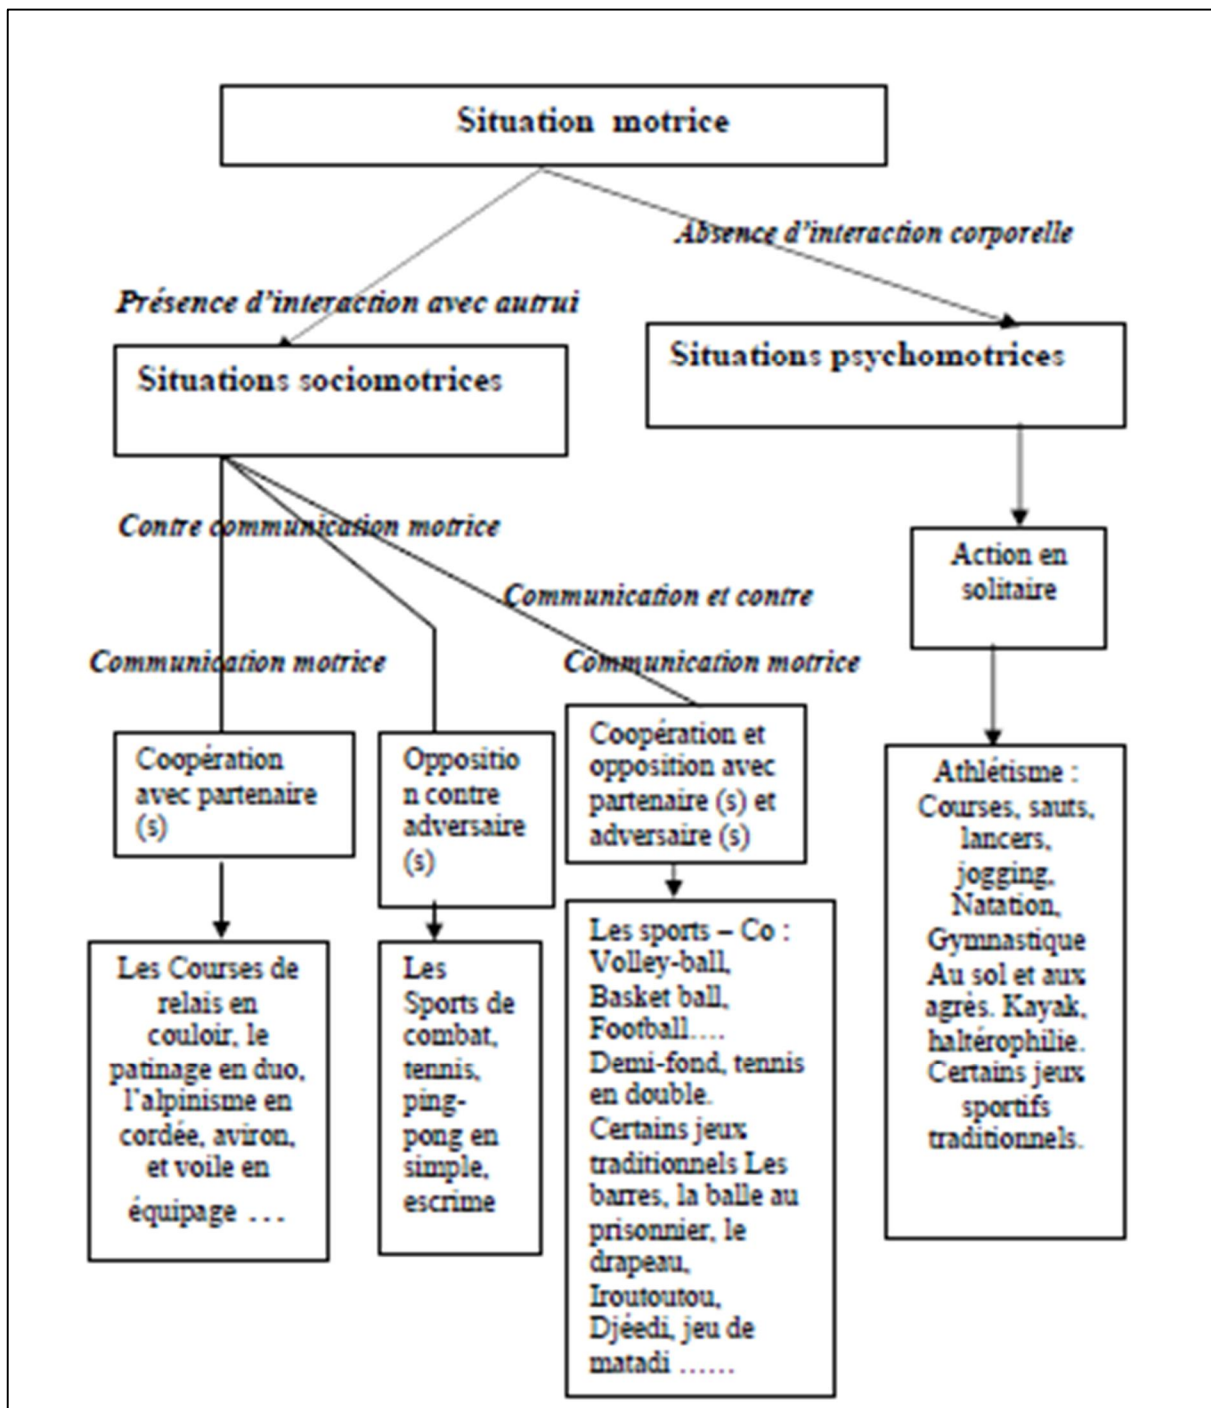 Situation motrice
Absence d'interaction corporelle
Présence d'interaction avec autrui
Situations psychomotrices
Situations sociomotrices
Contre communication motrice
Action en
solitaire
Communication et contre
Communication motrice
Communication motrice
Coopération
avec partenaire
(s)
Oppositio
n contre
adversaire
(s)
Coopération et
opposition avec
partenaire (s) et
adversaire (s)
Athlétisme :
Courses, sauts,
lancers,
jogging,
Natation,
Gymnastique
Au sol et aux
agrès. Kayak,
haltérophilie.
Certains jeux
sportifs
traditionnels.
Les Courses de
relais en
couloir, le
patinage en duo,
l'alpinisme en
cordée, aviron,
et voile en
équipage …
Les
Sports de
combat,
tennis,
ping-
pong en
simple,
escrime
Les sports – Co :
Volley-ball,
Basket ball,
Football….
Demi-fond, tennis
en double.
Certains jeux
traditionnels Les
barres, la balle au
prisonnier, le
drapeau,
Iroutoutou,
Djéedi, jeu de
matadi ……